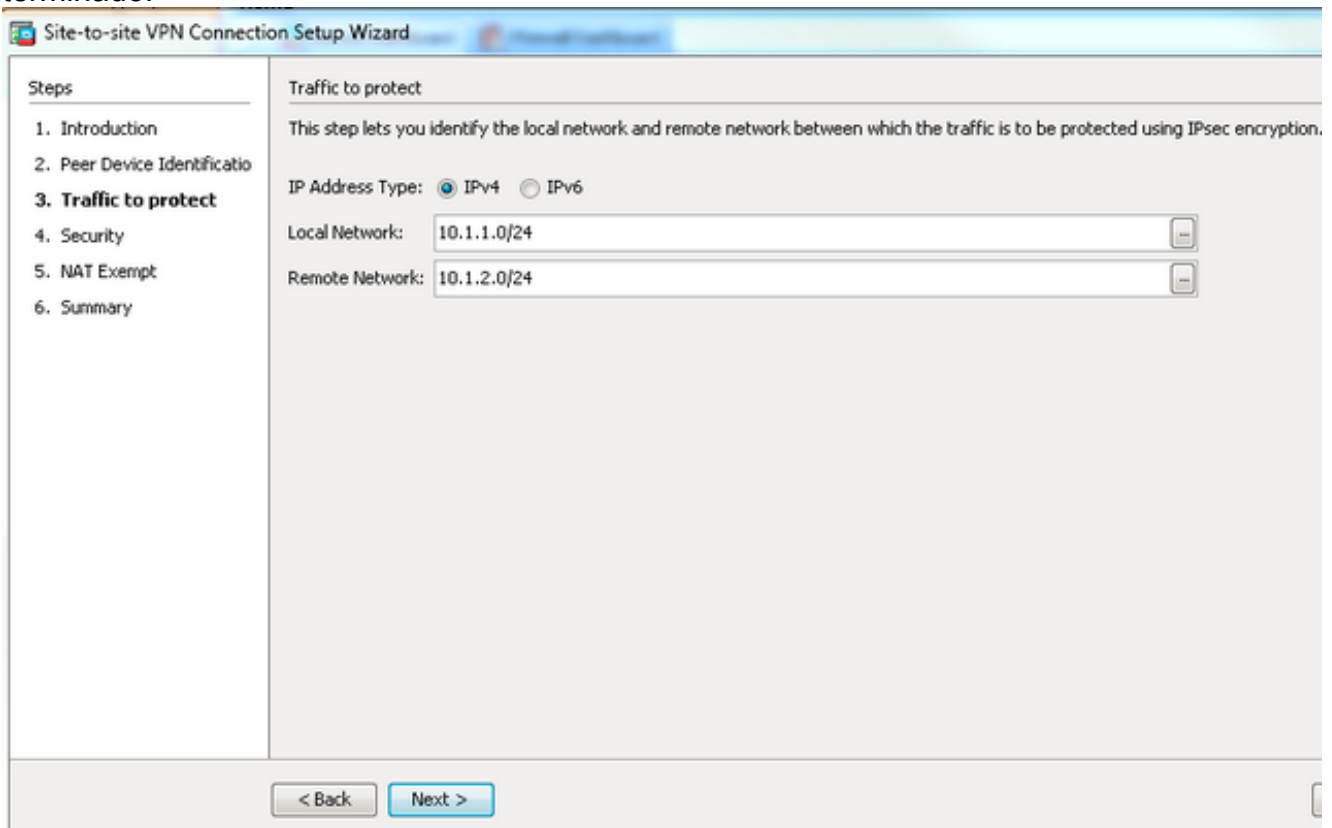 Site-to-site VPN Connection Setup Wizard
Steps
1. Introduction
2. Peer Device Identificatio
3. Traffic to protect
4. Security
5. NAT Exempt
6. Summary
Traffic to protect
This step lets you identify the local network and remote network between which the traffic is to be protected using IPsec encryption.
IP Address Type: IPv4 IPv6
Local Network: 10.1.1.0/24 ...
Remote Network: 10.1.2.0/24 ...
< Back Next >